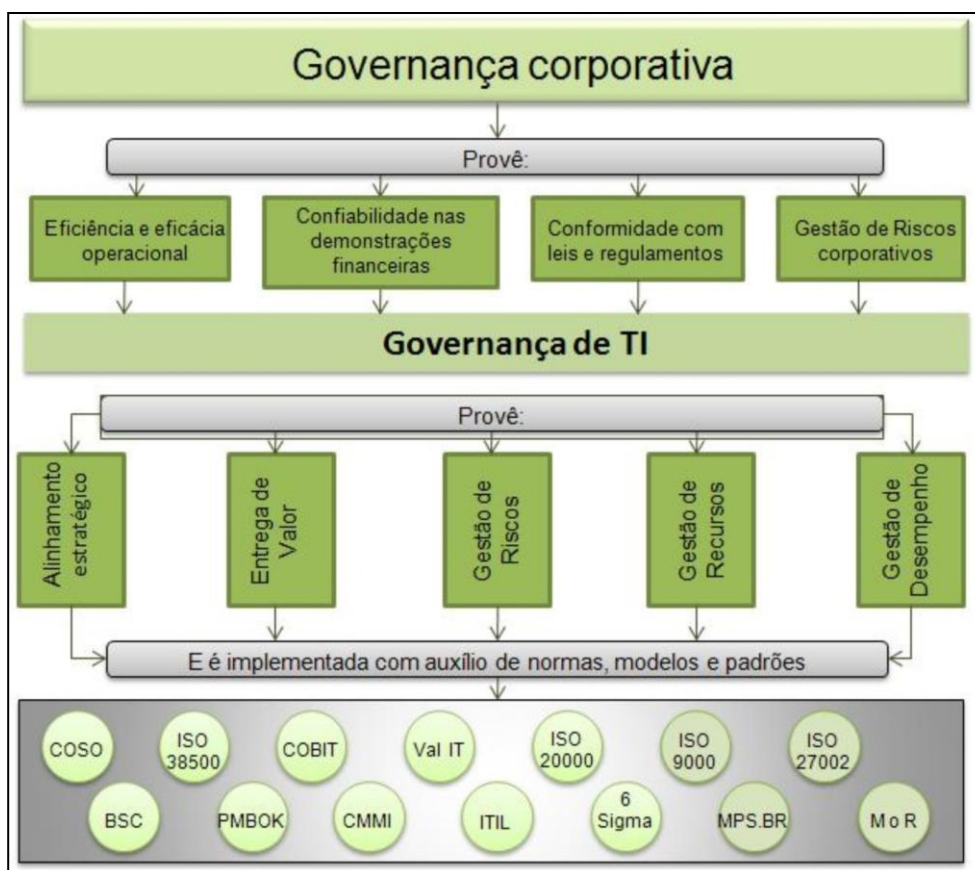 Governança corporativa
Provê:
Eficiência e eficácia
operacional
Confiabilidade nas
demonstrações
financeiras
Conformidade com
leis e regulamentos
Gestão de Riscos
corporativos
Governança de TI
Provê:
Alinhamento
estratégico
Entrega de
Valor
Gestão de
Riscos
Gestão de
Recursos
Gestão de
Desempenho
E é implementada com auxílio de normas, modelos e padrões
COSO
ISO
38500
COBIT
Val IT
ISO
20000
ISO
9000
ISO
27002
BSC
PMBOK
CMMI
ITIL
6
Sigma
MPS.BR
M o R